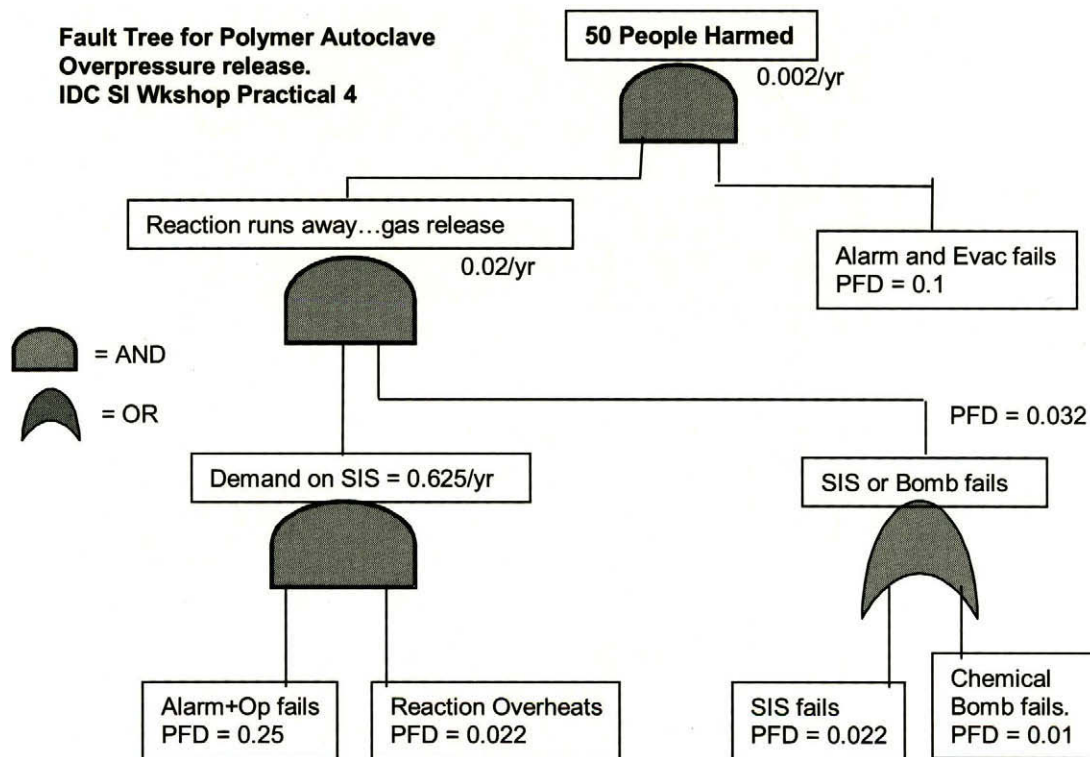 Fault Tree for Polymer Autoclave
Overpressure release.
IDC SI Wkshop Practical 4
50 People Harmed
0.002/yr
Reaction runs away...gas release
0.02/yr
Alarm and Evac fails
PFD = 0.1
= AND
= OR
PFD = 0.032
Demand on SIS = 0.625/yr
SIS or Bomb fails
Alarm+Op fails
PFD = 0.25
Reaction Overheats
PFD = 0.022
SIS fails
PFD = 0.022
Chemical
Bomb fails.
PFD = 0.01